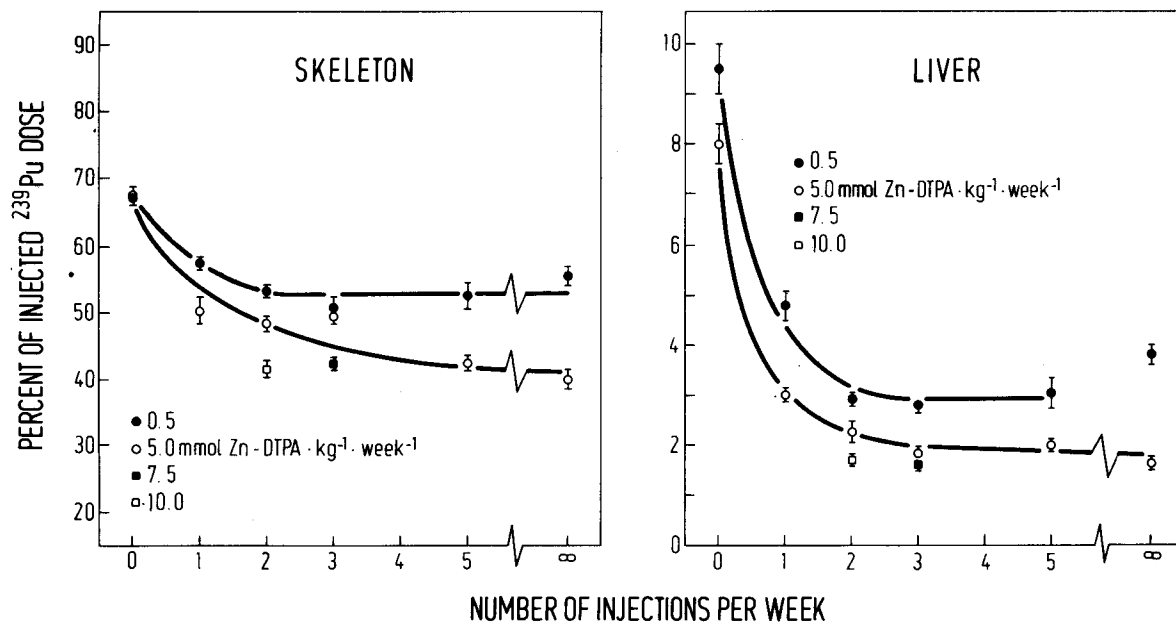 PERCENT OF INJECTED ²³⁹Pu DOSE
90
80
70
60
50
40
30
20
SKELETON
● 0.5
○ 5.0 mmol Zn-DTPA · kg⁻¹ · week⁻¹
■ 7.5
□ 10.0
0 1 2 3 4 5 ∞
10
8
6
4
2
0
LIVER
● 0.5
○ 5.0 mmol Zn-DTPA · kg⁻¹ · week⁻¹
■ 7.5
□ 10.0
0 1 2 3 5 ∞
NUMBER OF INJECTIONS PER WEEK